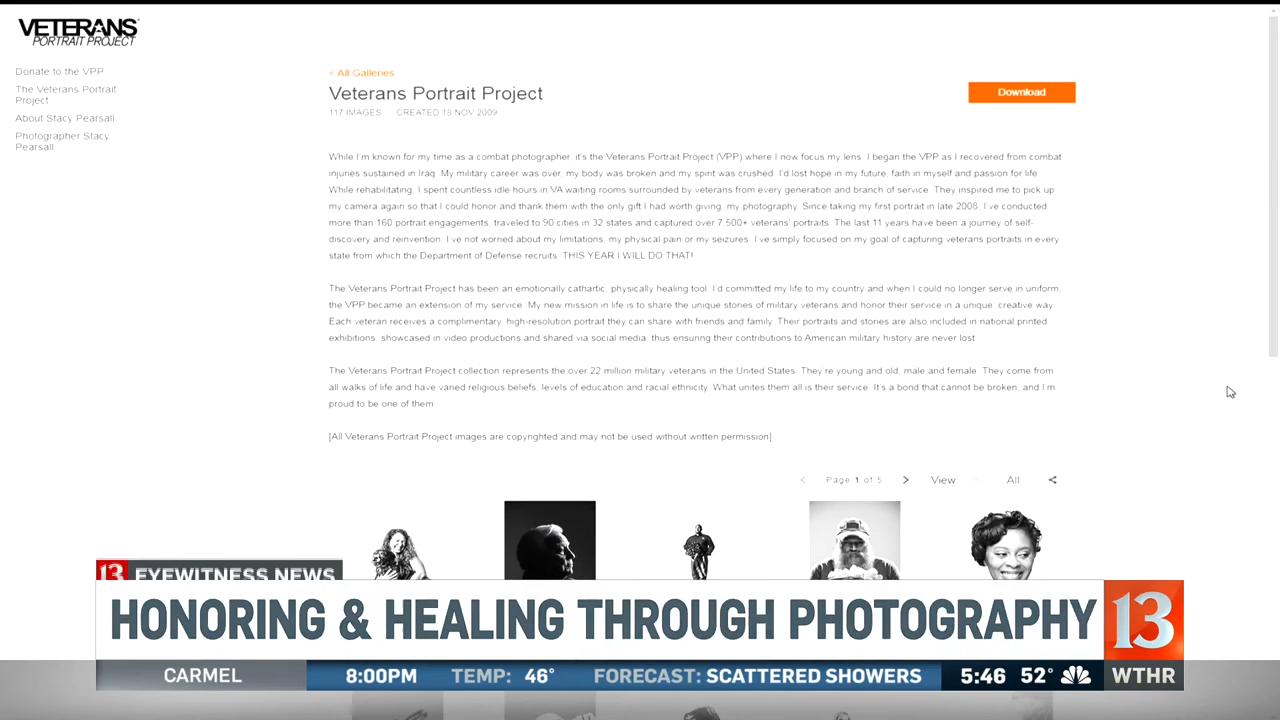 VETERANS
PORTRAIT PROJECT
Donate to the VPP
The Veterans Portrait
Project
About Stacy Pearsall
Photographer Stacy
Pearsall
< All Galleries
Veterans Portrait Project
Download
117 IMAGES CREATED 18 NOV 2009
While I'm known for my time as a combat photographer, it's the Veterans Portrait Project (VPP) where I now focus my lens. I began the VPP as I recovered from combat
injuries sustained in Iraq. My military career was over, my body was broken and my spirit was crushed. I'd lost hope in my future, faith in myself and passion for life.
While rehabilitating, I spent countless idle hours in VA waiting rooms surrounded by veterans from every generation and branch of service. They inspired me to pick up
my camera again so that I could honor and thank them with the only gift I had worth giving, my photography. Since taking my first portrait in late 2008, I've conducted
more than 160 portrait engagements, traveled to 90 cities in 32 states and captured over 7,500+ veterans' portraits. The last 11 years have been a journey of self-
discovery and reinvention. I've not worried about my limitations, my physical pain or my seizures. I've simply focused on my goal of capturing veterans portraits in every
state from which the Department of Defense recruits. THIS YEAR I WILL DO THAT!
The Veterans Portrait Project has been an emotionally cathartic, physically healing tool. I'd committed my life to my country and when I could no longer serve in uniform,
the VPP became an extension of my service. My new mission in life is to share the unique stories of military veterans and honor their service in a unique, creative way.
Each veteran receives a complimentary, high-resolution portrait they can share with friends and family. Their portraits and stories are also included in national printed
exhibitions, showcased in video productions and shared via social media, thus ensuring their contributions to American military history are never lost.
The Veterans Portrait Project collection represents the over 22 million military veterans in the United States. They're young and old, male and female. They come from
all walks of life and have varied religious beliefs, levels of education and racial ethnicity. What unites them all is their service. It's a bond that cannot be broken, and I'm
proud to be one of them.
[All Veterans Portrait Project images are copyrighted and may not be used without written permission]
< Page 1 of 5 > View All
13 EYEWITNESS NEWS
HONORING & HEALING THROUGH PHOTOGRAPHY 13
CARMEL 8:00PM TEMP: 46° FORECAST: SCATTERED SHOWERS 5:46 52° WTHR